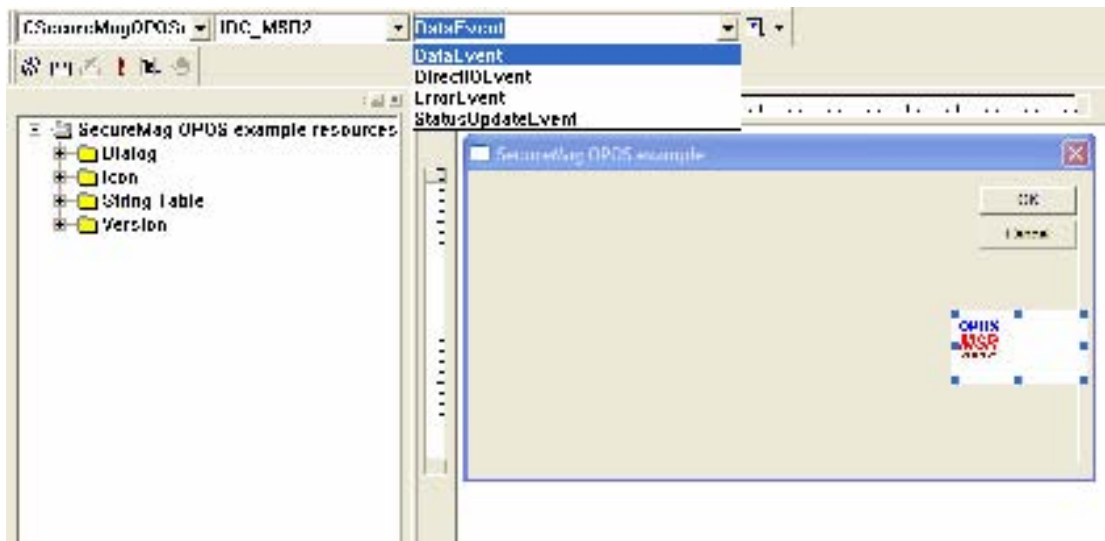 IDC_MSR2
DataEvent
DataEvent
DirectIOEvent
ErrorEvent
StatusUpdateEvent
SecureMag OPOS example resources
Dialog
Icon
String Table
Version
SecureMag OPOS example
OK
Cancel
OPOS
MSR